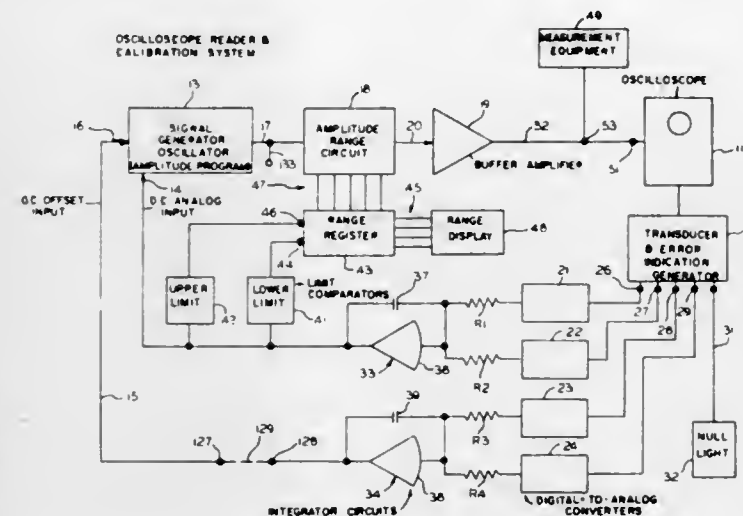 49
MEASUREMENT
EQUIPMENT
OSCILLOSCOPE READER &
CALIBRATION SYSTEM
OSCILLOSCOPE
13
18
19
16
SIGNAL
GENERATOR
OSCILLATOR
AMPLITUDE PROGRAM
17
133
AMPLITUDE
RANGE
CIRCUIT
20
52
53
51
BUFFER AMPLIFIER
11
14
D.C. OFFSET
INPUT
D.C. ANALOG
INPUT
47
45
46
44
RANGE
REGISTER
43
RANGE
DISPLAY
48
TRANSDUCER
& ERROR
INDICATION
GENERATOR
UPPER
LIMIT
42
LOWER
LIMIT
41
LIMIT
COMPARATORS
37
21
26
27
28
29
R1
22
33
38
R2
31
23
39
15
R3
24
127
129
128
34
38
R4
NULL
LIGHT
32
INTEGRATOR CIRCUITS
DIGITAL-TO-ANALOG
CONVERTERS